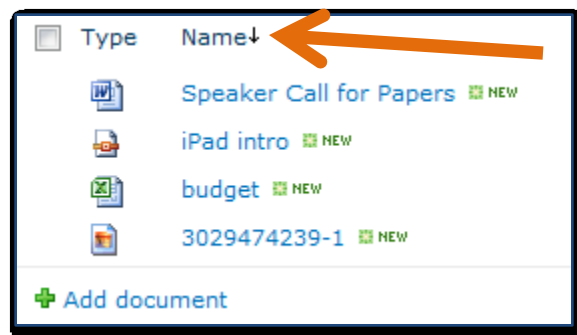 Type Name↓
Speaker Call for Papers NEW
iPad intro NEW
budget NEW
3029474239-1 NEW
Add document